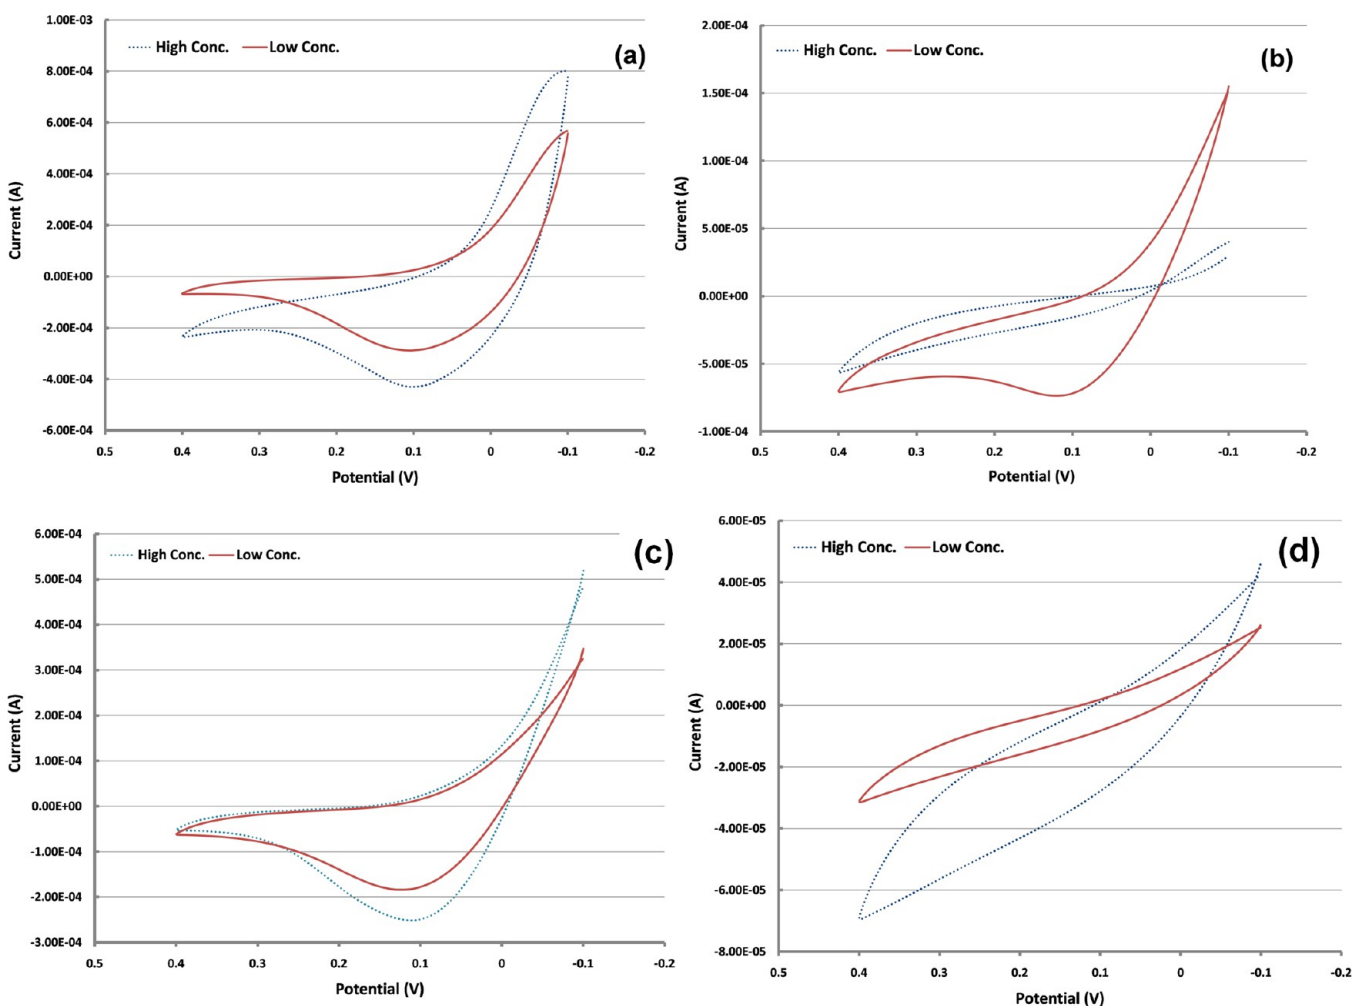 1.00E-03
High Conc. Low Conc.
(a)
8.00E-04
6.00E-04
4.00E-04
2.00E-04
0.00E+00
-2.00E-04
-4.00E-04
-6.00E-04
Current (A)
0.5 0.4 0.3 0.2 0.1 0 -0.1 -0.2
Potential (V)
2.00E-04
High Conc. Low Conc.
(b)
1.50E-04
1.00E-04
5.00E-05
0.00E+00
-5.00E-05
-1.00E-04
Current (A)
0.5 0.4 0.3 0.2 0.1 0 -0.1 -0.2
Potential (V)
6.00E-04
High Conc. Low Conc.
(c)
5.00E-04
4.00E-04
3.00E-04
2.00E-04
1.00E-04
0.00E+00
-1.00E-04
-2.00E-04
-3.00E-04
Current (A)
0.5 0.4 0.3 0.2 0.1 0 -0.1 -0.2
Potential (V)
6.00E-05
High Conc. Low Conc.
(d)
4.00E-05
2.00E-05
0.00E+00
-2.00E-05
-4.00E-05
-6.00E-05
-8.00E-05
Current (A)
0.5 0.4 0.3 0.2 0.1 0 -0.1 -0.2
Potential (V)